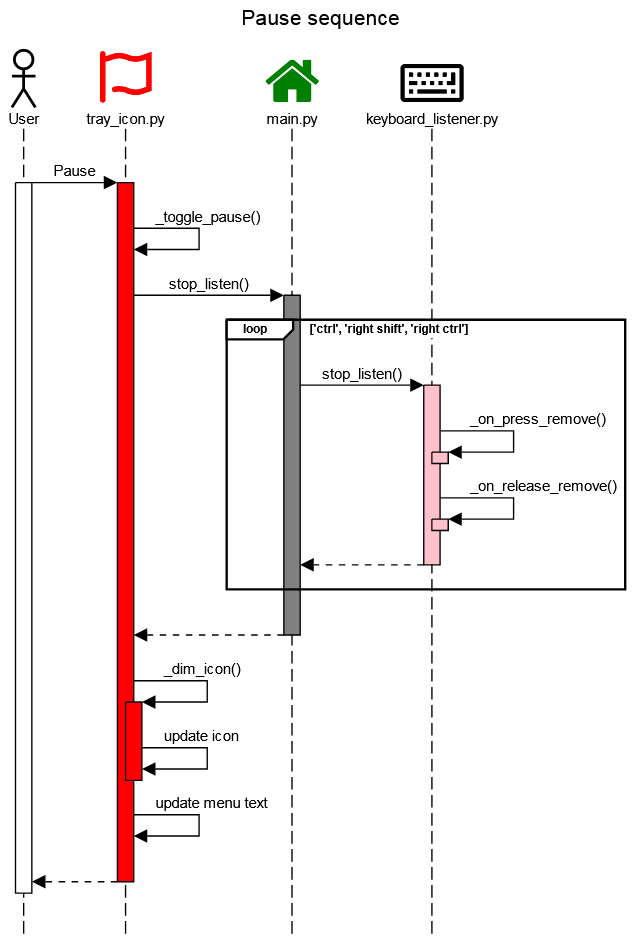 Pause sequence
User
tray_icon.py
main.py
keyboard_listener.py
Pause
_toggle_pause()
stop_listen()
loop
['ctrl', 'right shift', 'right ctrl']
stop_listen()
_on_press_remove()
_on_release_remove()
_dim_icon()
update icon
update menu text